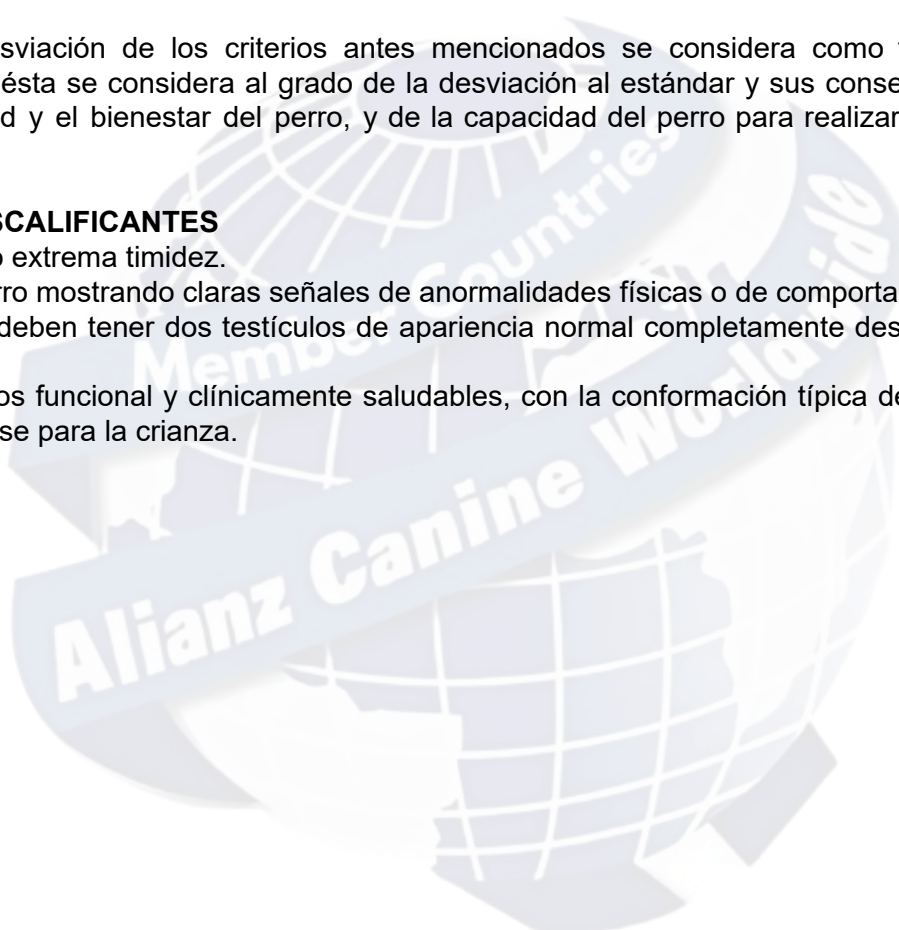 sviación de los criterios antes mencionados se considera como
ésta se considera al grado de la desviación al estándar y sus conse
d y el bienestar del perro, y de la capacidad del perro para realizar
SCALIFICANTES
o extrema timidez.
rro mostrando claras señales de anormalidades físicas o de comporta
deben tener dos testículos de apariencia normal completamente des
os funcional y clínicamente saludables, con la conformación típica de
se para la crianza.
Member Countries
Alianz Canine Worldwide